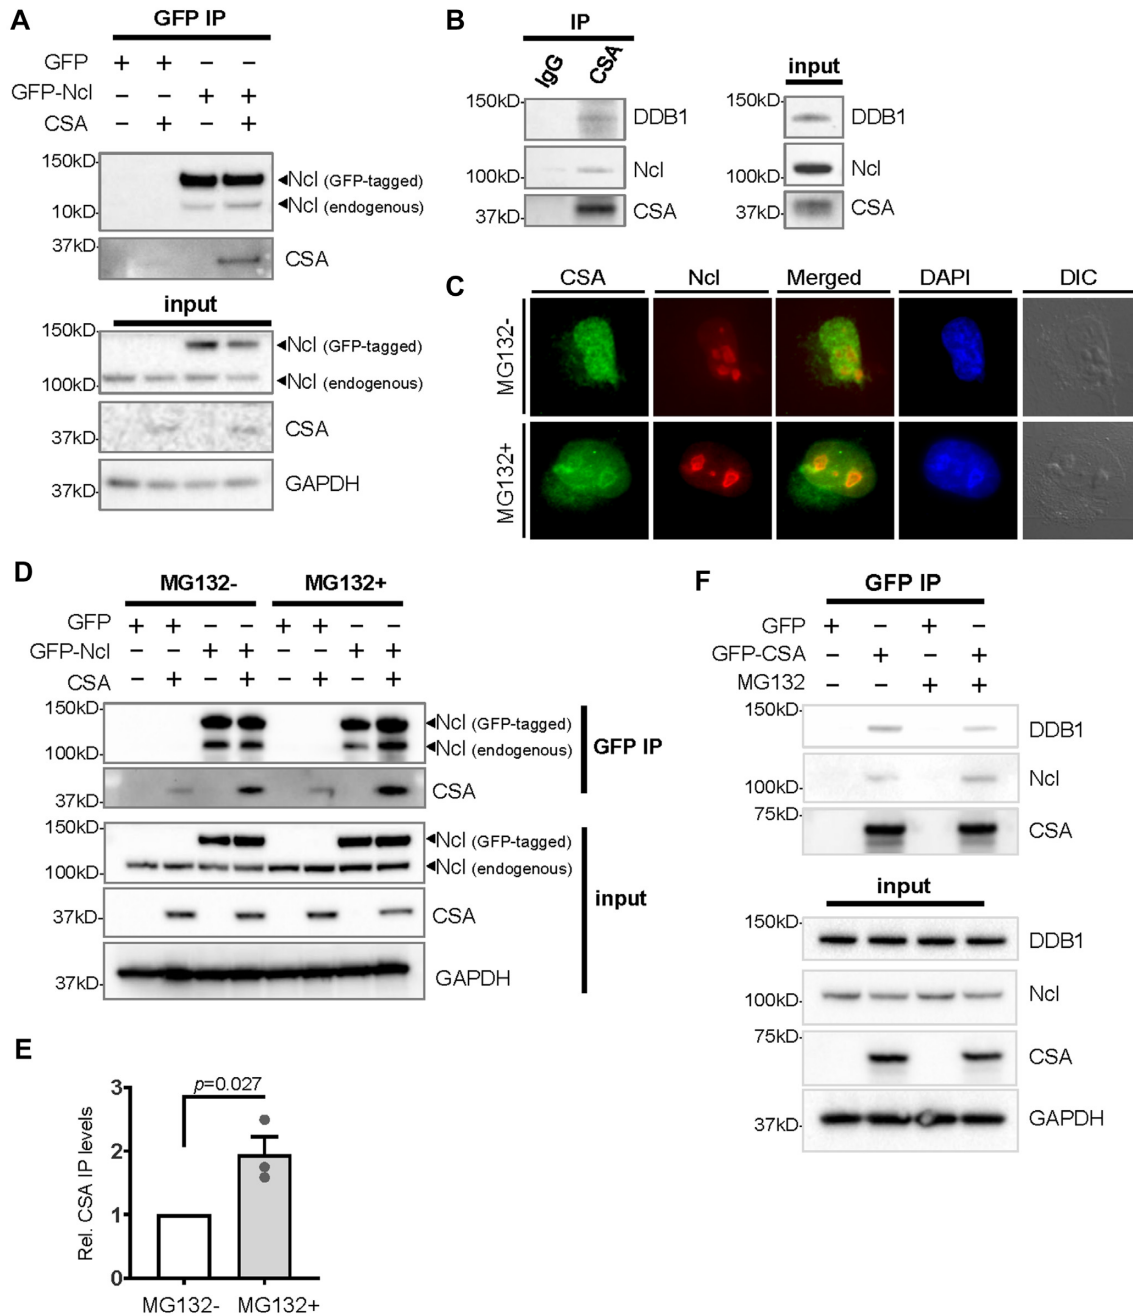 A
GFP IP
GFP + + – –
GFP-Ncl – – + +
CSA – + – +
150kD
Ncl (GFP-tagged)
10kD
Ncl (endogenous)
37kD
CSA
input
150kD
Ncl (GFP-tagged)
100kD
Ncl (endogenous)
37kD
CSA
37kD
GAPDH
B
IP
IgG CSA
150kD
DDB1
100kD
Ncl
37kD
CSA
input
150kD
DDB1
100kD
Ncl
37kD
CSA
C
CSA Ncl Merged DAPI DIC
MG132-
MG132+
D
MG132- MG132+
GFP + + – – + + – –
GFP-Ncl – – + + – – + +
CSA – + – + – + – +
150kD
Ncl (GFP-tagged)
100kD
Ncl (endogenous)
37kD
CSA
GFP IP
150kD
Ncl (GFP-tagged)
100kD
Ncl (endogenous)
37kD
CSA
37kD
GAPDH
input
E
Rel. CSA IP levels
3
2
1
0
p=0.027
MG132- MG132+
F
GFP IP
GFP + – + –
GFP-CSA – + – +
MG132 – – + +
150kD
DDB1
100kD
Ncl
75kD
CSA
input
150kD
DDB1
100kD
Ncl
75kD
CSA
37kD
GAPDH